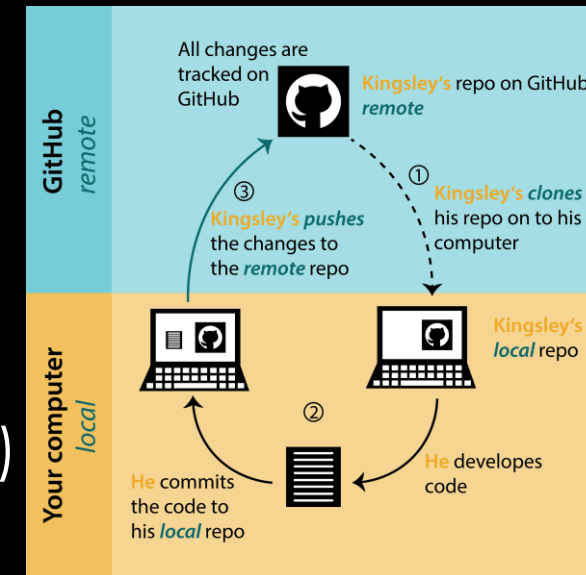 All changes are
tracked on
GitHub
Kingsley's repo on GitHub
remote
GitHub
remote
①
Kingsley's clones
his repo on to his
computer
③
Kingsley's pushes
the changes to
the remote repo
Kingsley's
local repo
Your computer
local
②
He developes
code
He commits
the code to
his local repo
)